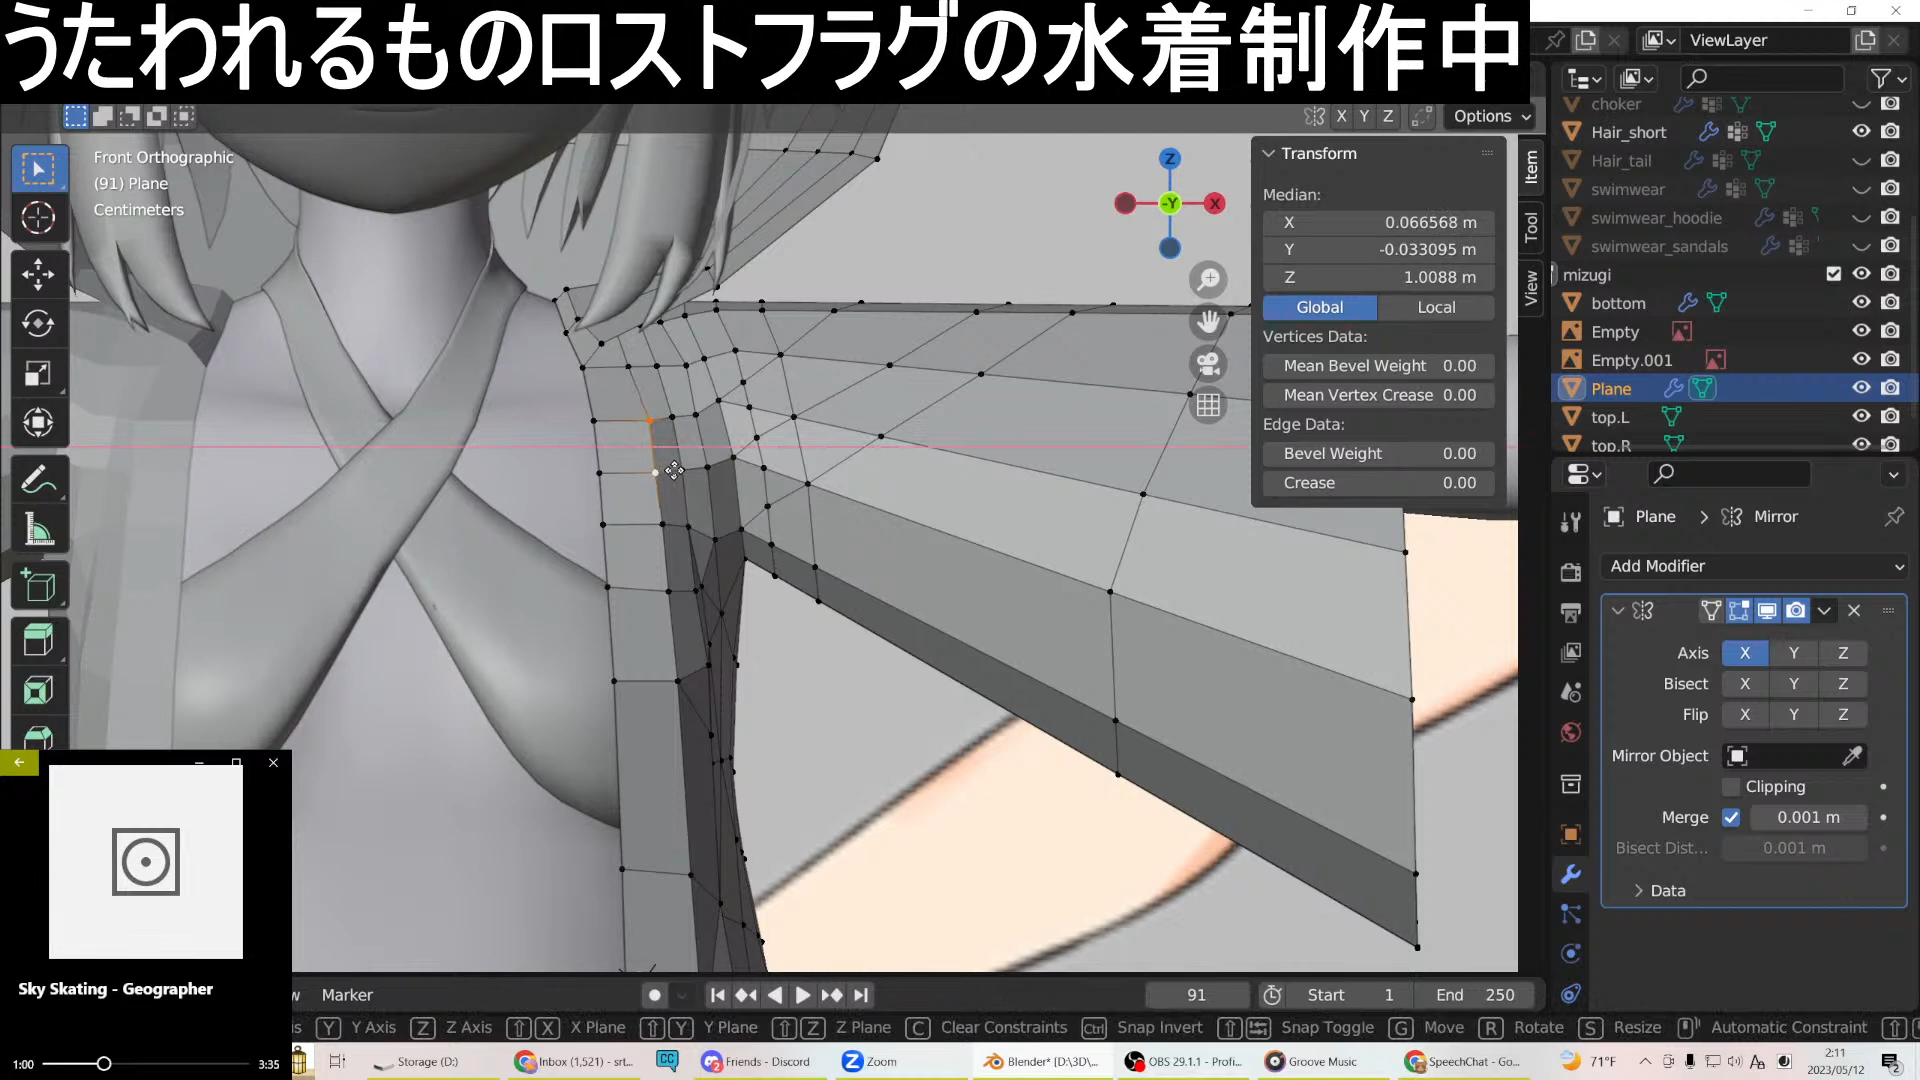 うたわれるものロストフラグの水着制作中
ViewLayer
X Y Z Options
Front Orthographic
(91) Plane
Centimeters
Z
-Y
X
Transform
Median:
X 0.066568 m
Y -0.033095 m
Z 1.0088 m
Global Local
Vertices Data:
Mean Bevel Weight 0.00
Mean Vertex Crease 0.00
Edge Data:
Bevel Weight 0.00
Crease 0.00
Item
Tool
View
choker
Hair_short
Hair_tail
swimwear
swimwear_hoodie
swimwear_sandals
mizugi
bottom
Empty
Empty.001
Plane
top.L
top.R
Plane > Mirror
Add Modifier
Axis X Y Z
Bisect X Y Z
Flip X Y Z
Mirror Object
Clipping
Merge 0.001 m
Bisect Dist... 0.001 m
Data
Sky Skating - Geographer
1:00 3:35
w Marker
91 Start 1 End 250
is Y Y Axis Z Z Axis X X Plane Y Y Plane Z Z Plane C Clear Constraints Ctrl Snap Invert Snap Toggle G Move R Rotate S Resize Automatic Constraint
Storage (D:) Inbox (1,521) - srt... CC Friends - Discord Zoom Blender* [D:\3D\... OBS 29.1.1 - Profi... Groove Music SpeechChat - Go... 71°F 2:11
2023/05/12
2